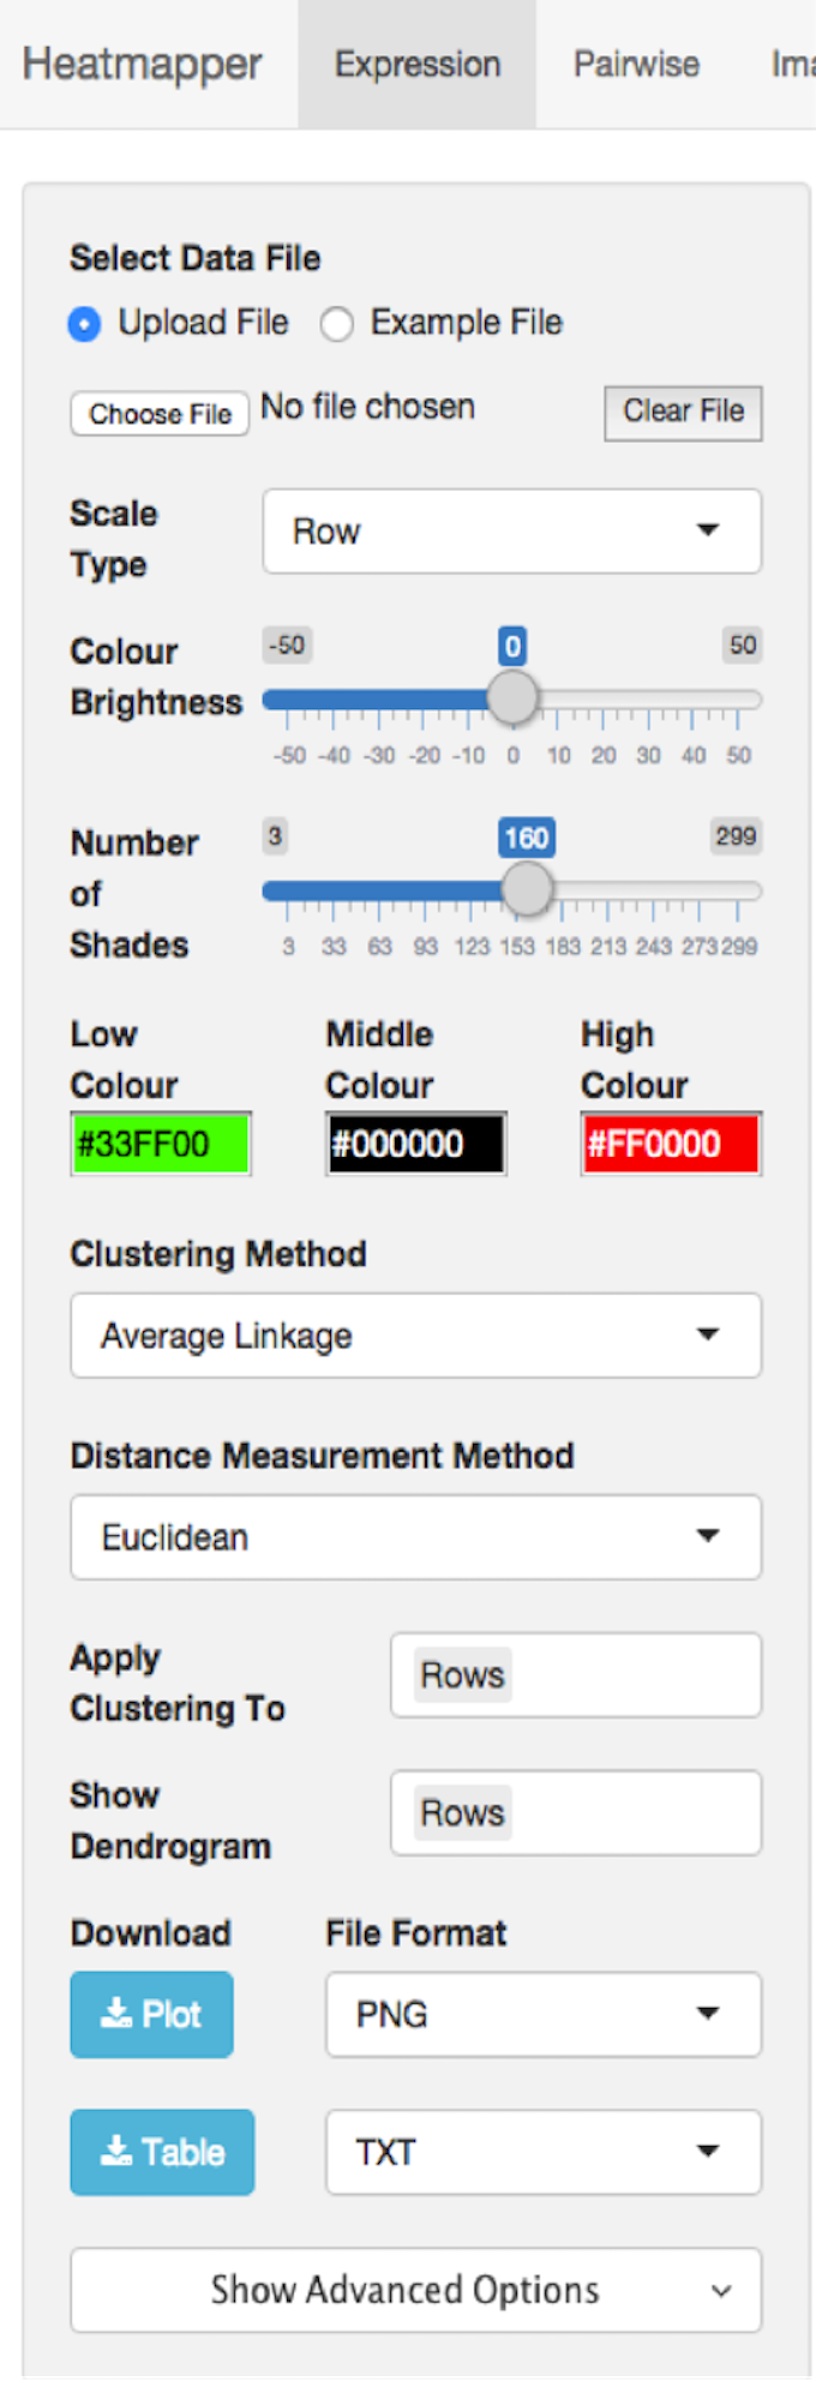 Heatmapper Expression Pairwise Ima
Select Data File
Upload File Example File
Choose File No file chosen Clear File
Scale
Type
Row
Colour
Brightness
-50 0 50
-50 -40 -30 -20 -10 0 10 20 30 40 50
Number
of
Shades
3 160 299
3 33 63 93 123 153 183 213 243 273 299
Low
Colour
Middle
Colour
High
Colour
#33FF00 #000000 #FF0000
Clustering Method
Average Linkage
Distance Measurement Method
Euclidean
Apply
Clustering To
Rows
Show
Dendrogram
Rows
Download File Format
Plot PNG
Table TXT
Show Advanced Options